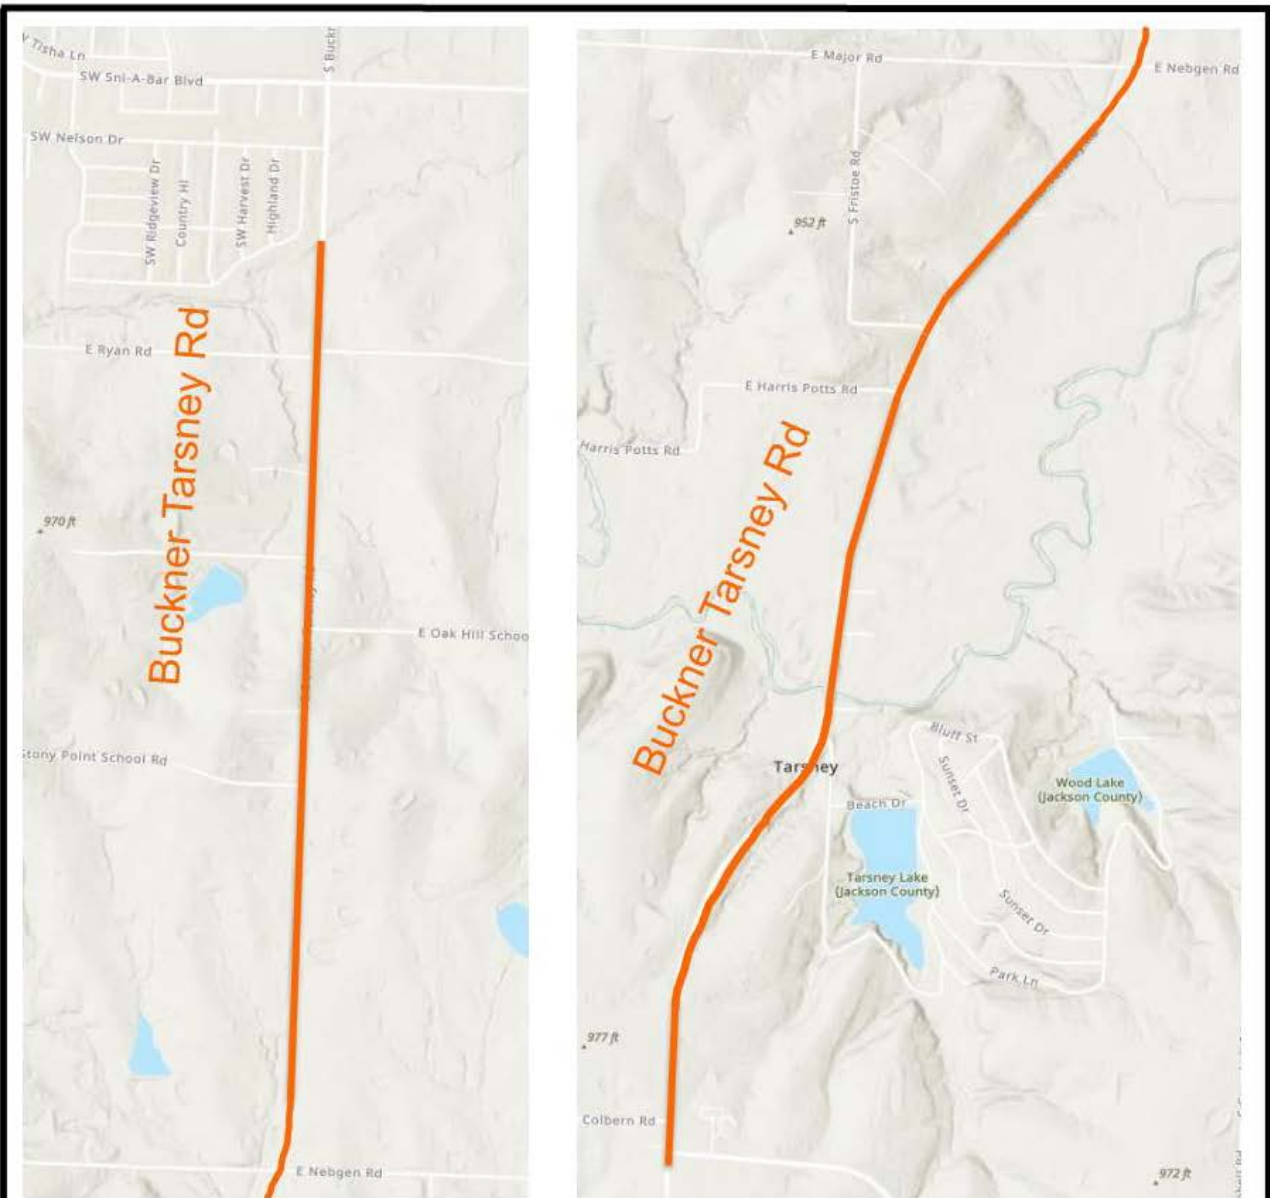 Tisha Ln
S Buckr
SW Sni-A-Bar Blvd
SW Nelson Dr
SW Ridgeview Dr
Country Hl
SW Harvest Dr
Highland Dr
E Ryan Rd
Buckner Tarsney Rd
970 ft
E Oak Hill Schoo
Stony Point School Rd
E Nebgen Rd
E Major Rd
E Nebgen Rd
S Fristoe Rd
952 ft
E Harris Potts Rd
Harris Potts Rd
Buckner Tarsney Rd
Tarsney
Bluff St
Sunset Dr
Wood Lake
(Jackson County)
Beach Dr
Tarsney Lake
(Jackson County)
Sunset Dr
Park Ln
977 ft
Colbern Rd
972 ft